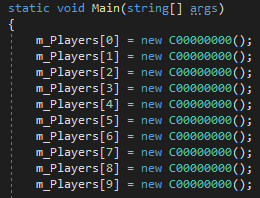 static void Main(string[] args)
{
m_Players[0] = new C00000000();
m_Players[1] = new C00000000();
m_Players[2] = new C00000000();
m_Players[3] = new C00000000();
m_Players[4] = new C00000000();
m_Players[5] = new C00000000();
m_Players[6] = new C00000000();
m_Players[7] = new C00000000();
m_Players[8] = new C00000000();
m_Players[9] = new C00000000();